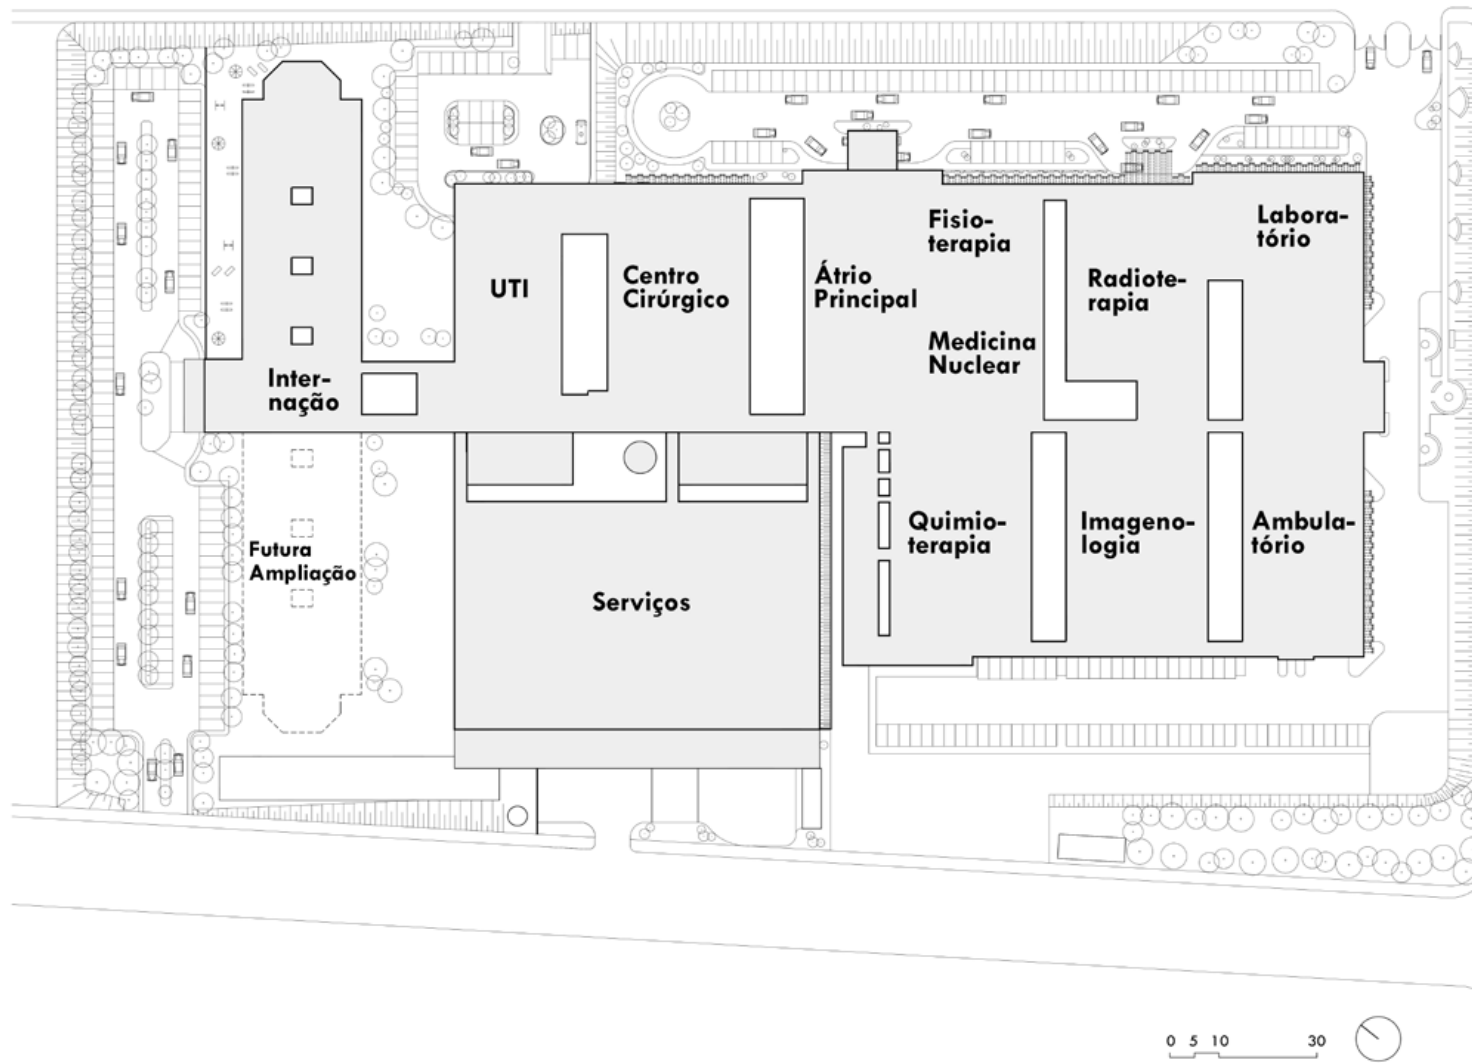 Fisio-
terapia
Labora-
tório
UTI
Centro
Cirúrgico
Átrio
Principal
Radiote-
rapia
Medicina
Nuclear
Inter-
nação
Quimio-
terapia
Imageno-
logia
Ambula-
tório
Futura
Ampliação
Serviços
0 5 10 30